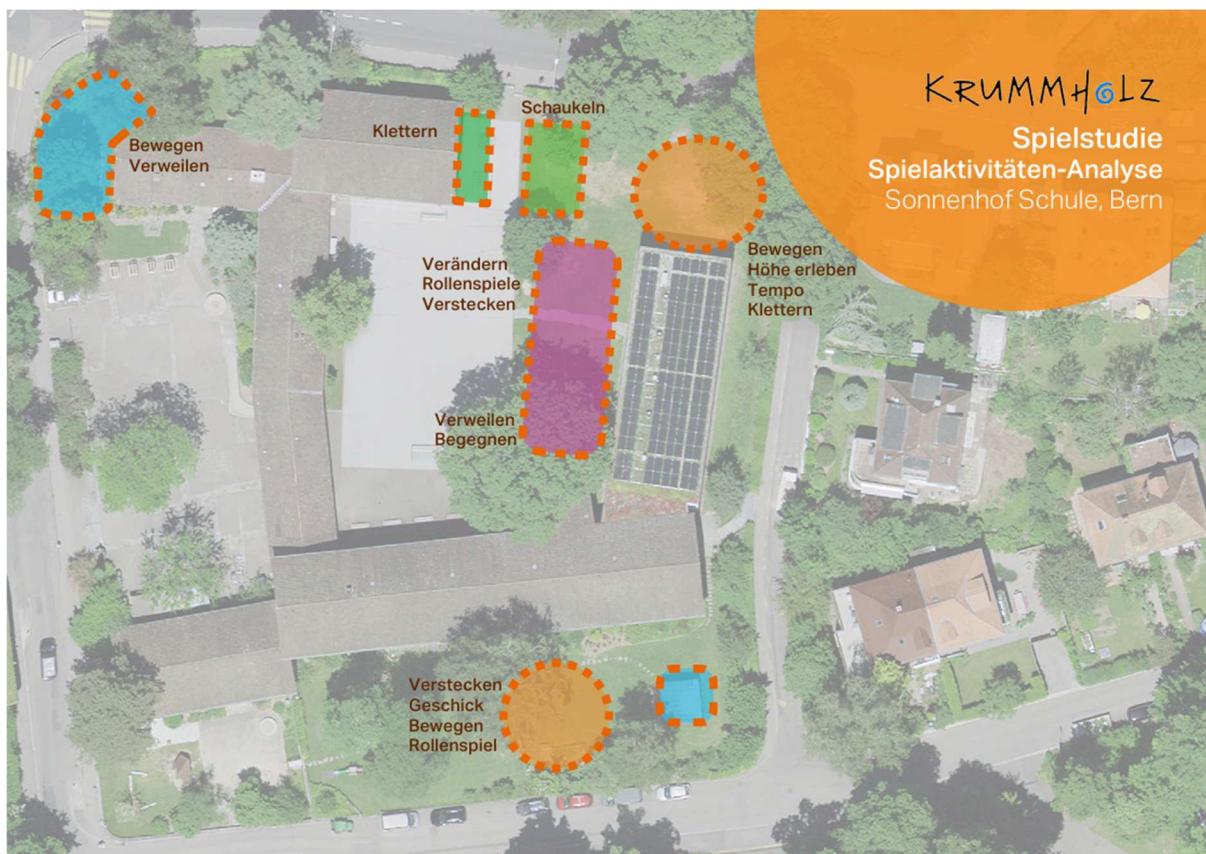 KRUMMHOLZ
Spielstudie
Spielaktivitäten-Analyse
Sonnenhof Schule, Bern
Schaukeln
Klettern
Bewegen
Verweilen
Bewegen
Höhe erleben
Tempo
Klettern
Verändern
Rollenspiele
Verstecken
Verweilen
Begegnen
Verstecken
Geschick
Bewegen
Rollenspiel